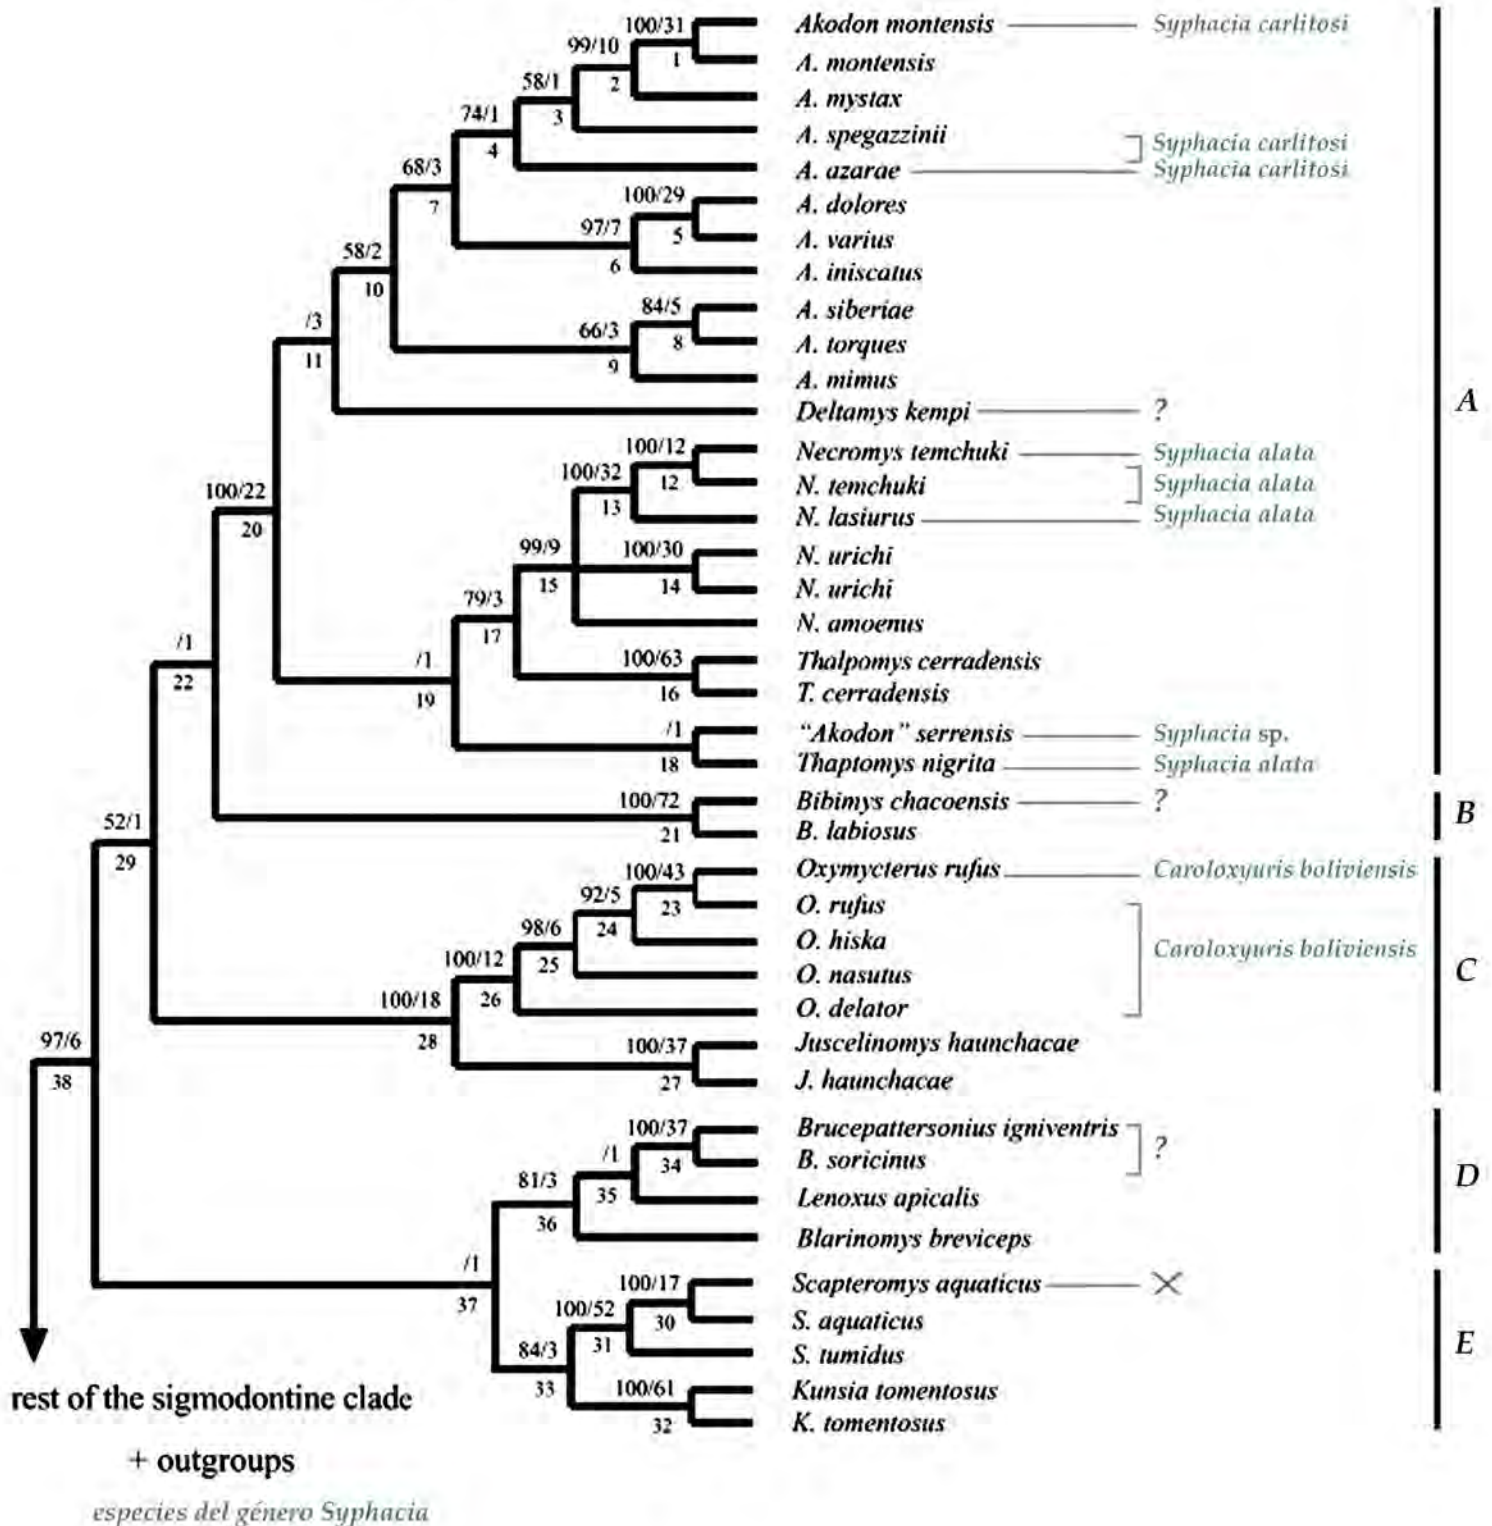 100/31 Akodon montensis Syphacia carlitosi
99/10 1 A. montensis
58/1 2 A. mystax
74/1 3 A. spegazzinii Syphacia carlitosi
68/3 4 A. azarae Syphacia carlitosi
100/29 A. dolores
7 97/7 5 A. varius
58/2 6 A. iniscatus
10 84/5 A. siberiae
/3 66/3 8 A. torques
11 9 A. mimus
Deltamys kempi ?
A
100/12 Necromys temchuki Syphacia alata
100/32 12 N. temchuki Syphacia alata
100/22 13 N. lasiurus Syphacia alata
20 99/9 100/30 N. urichi
15 14 N. urichi
79/3 N. amoenus
17
/1 /1 100/63 Thalpomys cerradensis
22 19 16 T. cerradensis
/1 "Akodon" serrensis Syphacia sp.
18 Thaptomys nigrita Syphacia alata
100/72 Bibimys chacoensis ?
B
52/1 21 B. labiosus
29 100/43 Oxymycterus rufus Caroloxyuris boliviensis
92/5 23 O. rufus
98/6 24 O. hiska Caroloxyuris boliviensis
100/12 25 O. nasutus
C
100/18 26 O. delator
97/6 28 100/37 Juscelinomys haunchacae
38 27 J. haunchacae
100/37 Brucepattersonius igniventris ?
/1 34 B. soricinus
81/3 35 Lenoxus apicalis
D
36 Blarinomys breviceps
/1 100/17 Scapteromys aquaticus
37 100/52 30 S. aquaticus
84/3 31 S. tumidus
E
33 100/61 Kunsia tomentosus
32 K. tomentosus
rest of the sigmodontine clade
+ outgroups
especies del género Syphacia